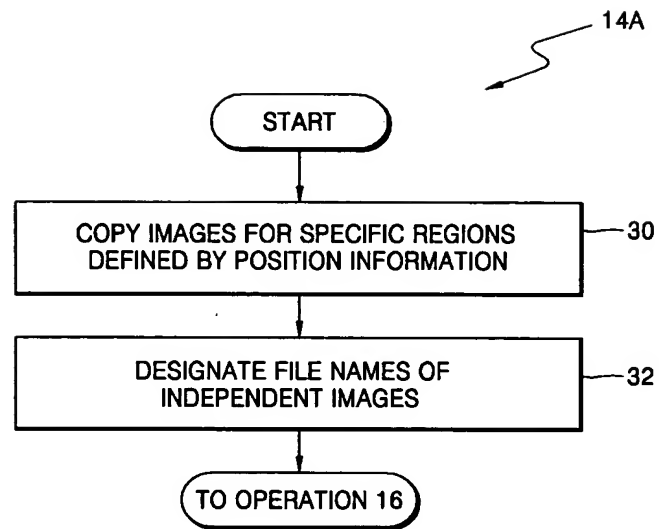 14A
START
COPY IMAGES FOR SPECIFIC REGIONS
DEFINED BY POSITION INFORMATION
30
DESIGNATE FILE NAMES OF
INDEPENDENT IMAGES
32
TO OPERATION 16